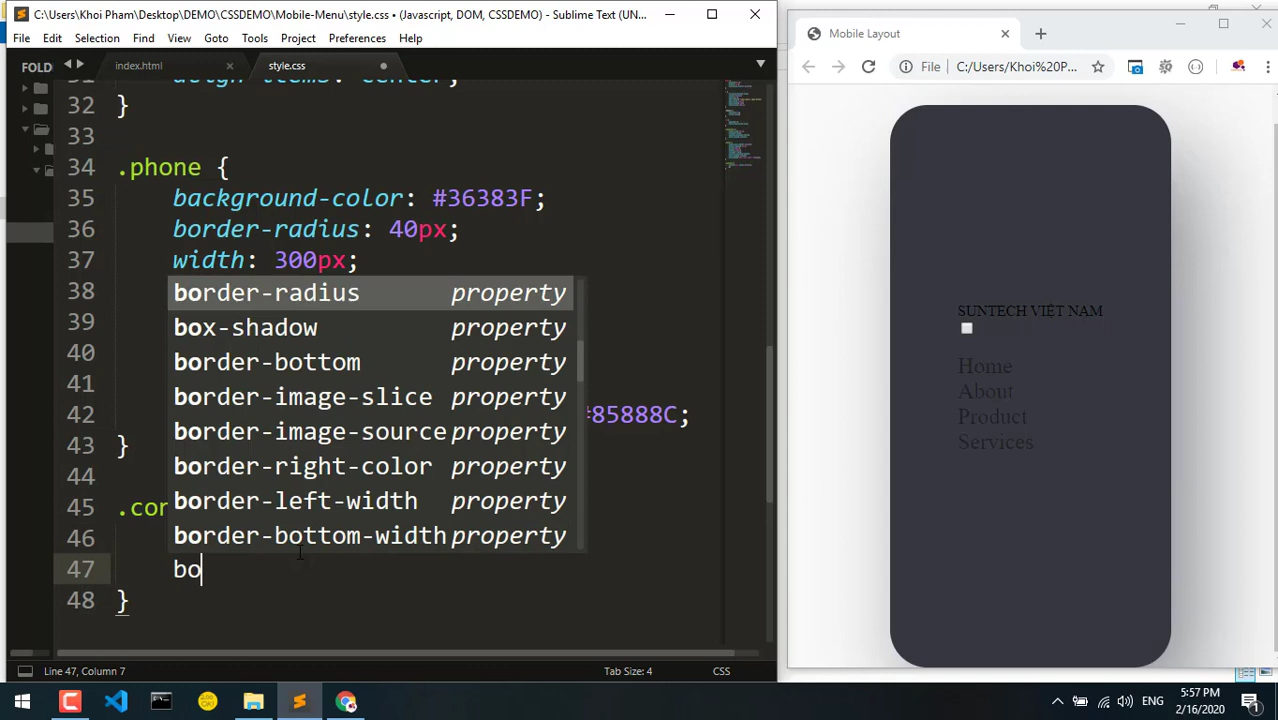 C:\Users\Khoi Pham\Desktop\DEMO\CSSDEMO\Mobile-Menu\style.css • (Javascript, DOM, CSSDEMO) - Sublime Text (UN...
File Edit Selection Find View Goto Tools Project Preferences Help
FOLD
index.html
style.css
32 }
33
34 .phone {
35 background-color: #36383F;
36 border-radius: 40px;
37 width: 300px;
38 border-radius property
39 box-shadow property
40 border-bottom property
41 border-image-slice property
42 border-image-source property #85888C;
43 } border-right-color property
44 border-left-width property
45 .con
46 border-bottom-width property
47 bo
48 }
Line 47, Column 7
Tab Size: 4
CSS
Mobile Layout
File C:/Users/Khoi%20P...
SUNTECH VIỆT NAM
Home
About
Product
Services
ENG
5:57 PM
2/16/2020
1